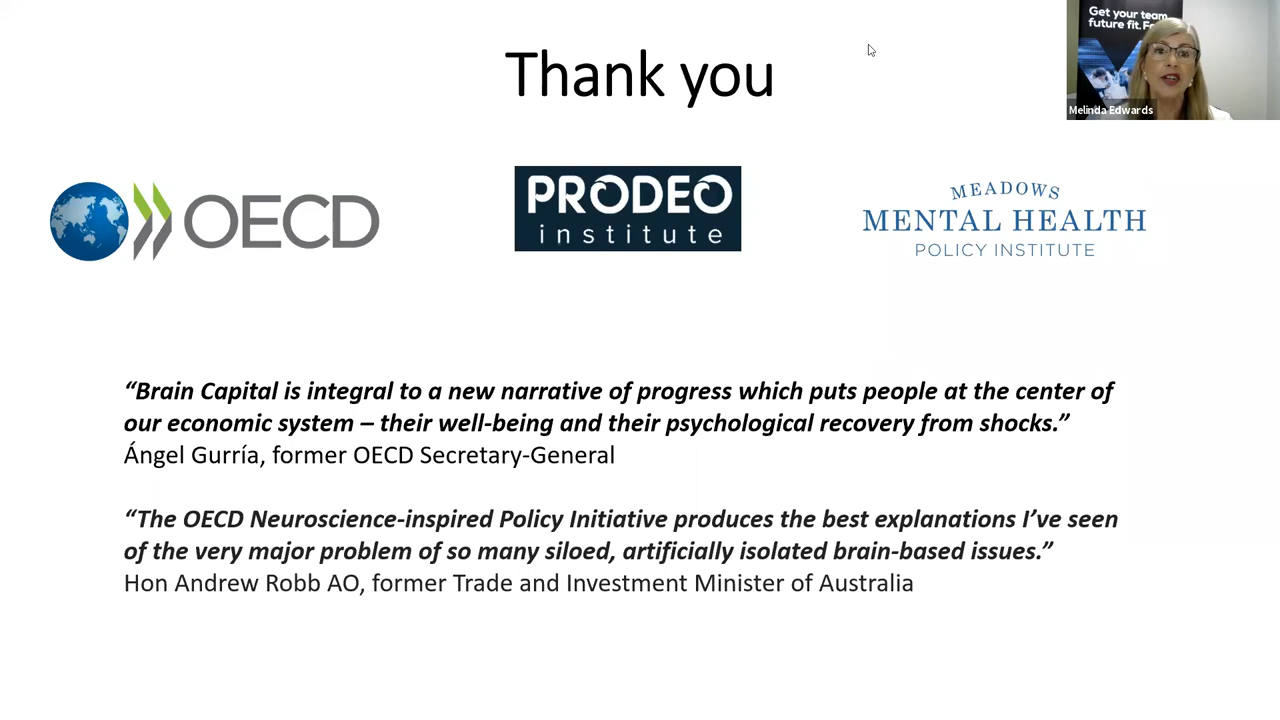 Thank you
Get your team
future fit.
Melinda Edwards
OECD
PRODEO
institute
MEADOWS
MENTAL HEALTH
POLICY INSTITUTE
“Brain Capital is integral to a new narrative of progress which puts people at the center of
our economic system – their well-being and their psychological recovery from shocks.”
Ángel Gurría, former OECD Secretary-General
“The OECD Neuroscience-inspired Policy Initiative produces the best explanations I’ve seen
of the very major problem of so many siloed, artificially isolated brain-based issues.”
Hon Andrew Robb AO, former Trade and Investment Minister of Australia